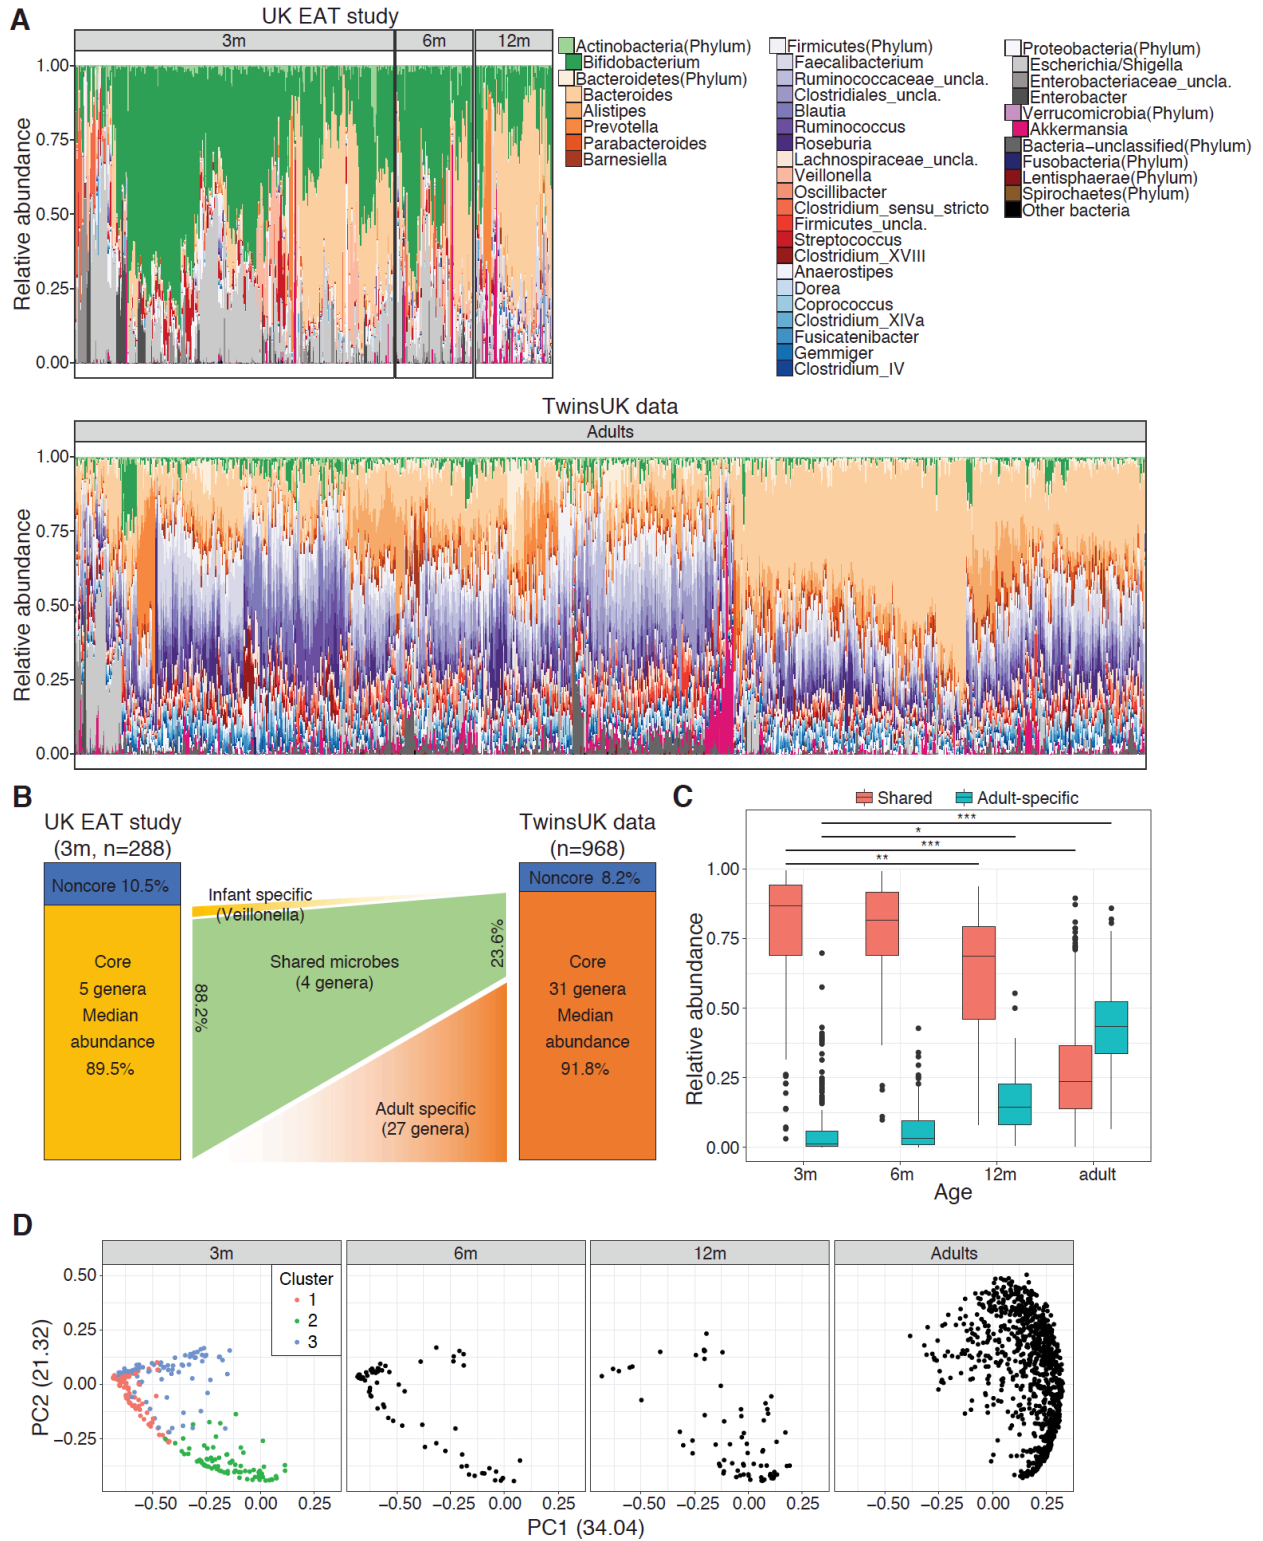 A
UK EAT study
3m
6m
12m
Relative abundance
1.00
0.75
0.50
0.25
0.00
Actinobacteria(Phylum)
Bifidobacterium
Bacteroidetes(Phylum)
Bacteroides
Alistipes
Prevotella
Parabacteroides
Barnesiella
Firmicutes(Phylum)
Faecalibacterium
Ruminococcaceae_uncla.
Clostridiales_uncla.
Blautia
Ruminococcus
Roseburia
Lachnospiraceae_uncla.
Veillonella
Oscillibacter
Clostridium_sensu_stricto
Firmicutes_uncla.
Streptococcus
Clostridium_XVIII
Anaerostipes
Dorea
Coprococcus
Clostridium_XIVa
Fusicatenibacter
Gemmiger
Clostridium_IV
Proteobacteria(Phylum)
Escherichia/Shigella
Enterobacteriaceae_uncla.
Enterobacter
Verrucomicrobia(Phylum)
Akkermansia
Bacteria−unclassified(Phylum)
Fusobacteria(Phylum)
Lentisphaerae(Phylum)
Spirochaetes(Phylum)
Other bacteria
TwinsUK data
Adults
Relative abundance
1.00
0.75
0.50
0.25
0.00
B
UK EAT study
(3m, n=288)
Noncore 10.5%
Core
5 genera
Median
abundance
89.5%
Infant specific
(Veillonella)
88.2%
Shared microbes
(4 genera)
23.6%
Adult specific
(27 genera)
TwinsUK data
(n=968)
Noncore 8.2%
Core
31 genera
Median
abundance
91.8%
C
Shared
Adult-specific
***
*
***
**
Relative abundance
1.00
0.75
0.50
0.25
0.00
3m
6m
12m
adult
Age
D
3m
6m
12m
Adults
Cluster
1
2
3
PC2 (21.32)
0.50
0.25
0.00
−0.25
−0.50 −0.25 0.00 0.25
−0.50 −0.25 0.00 0.25
−0.50 −0.25 0.00 0.25
−0.50 −0.25 0.00 0.25
PC1 (34.04)